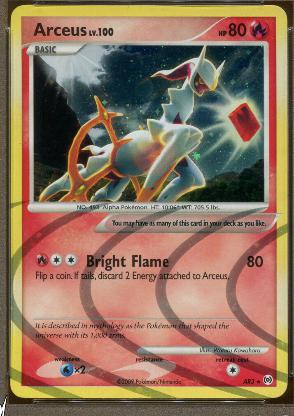 Arceus LV.100 HP 80
BASIC
NO. 493 Alpha Pokémon HT: 10'06" WT: 705.5 lbs.
You may have as many of this card in your deck as you like.
Bright Flame 80
Flip a coin. If tails, discard 2 Energy attached to Arceus.
It is described in mythology as the Pokémon that shaped the
universe with its 1,000 arms.
Illus. Wataru Kawahata
weakness resistance retreat cost
×2
©2009 Pokémon/Nintendo AR3